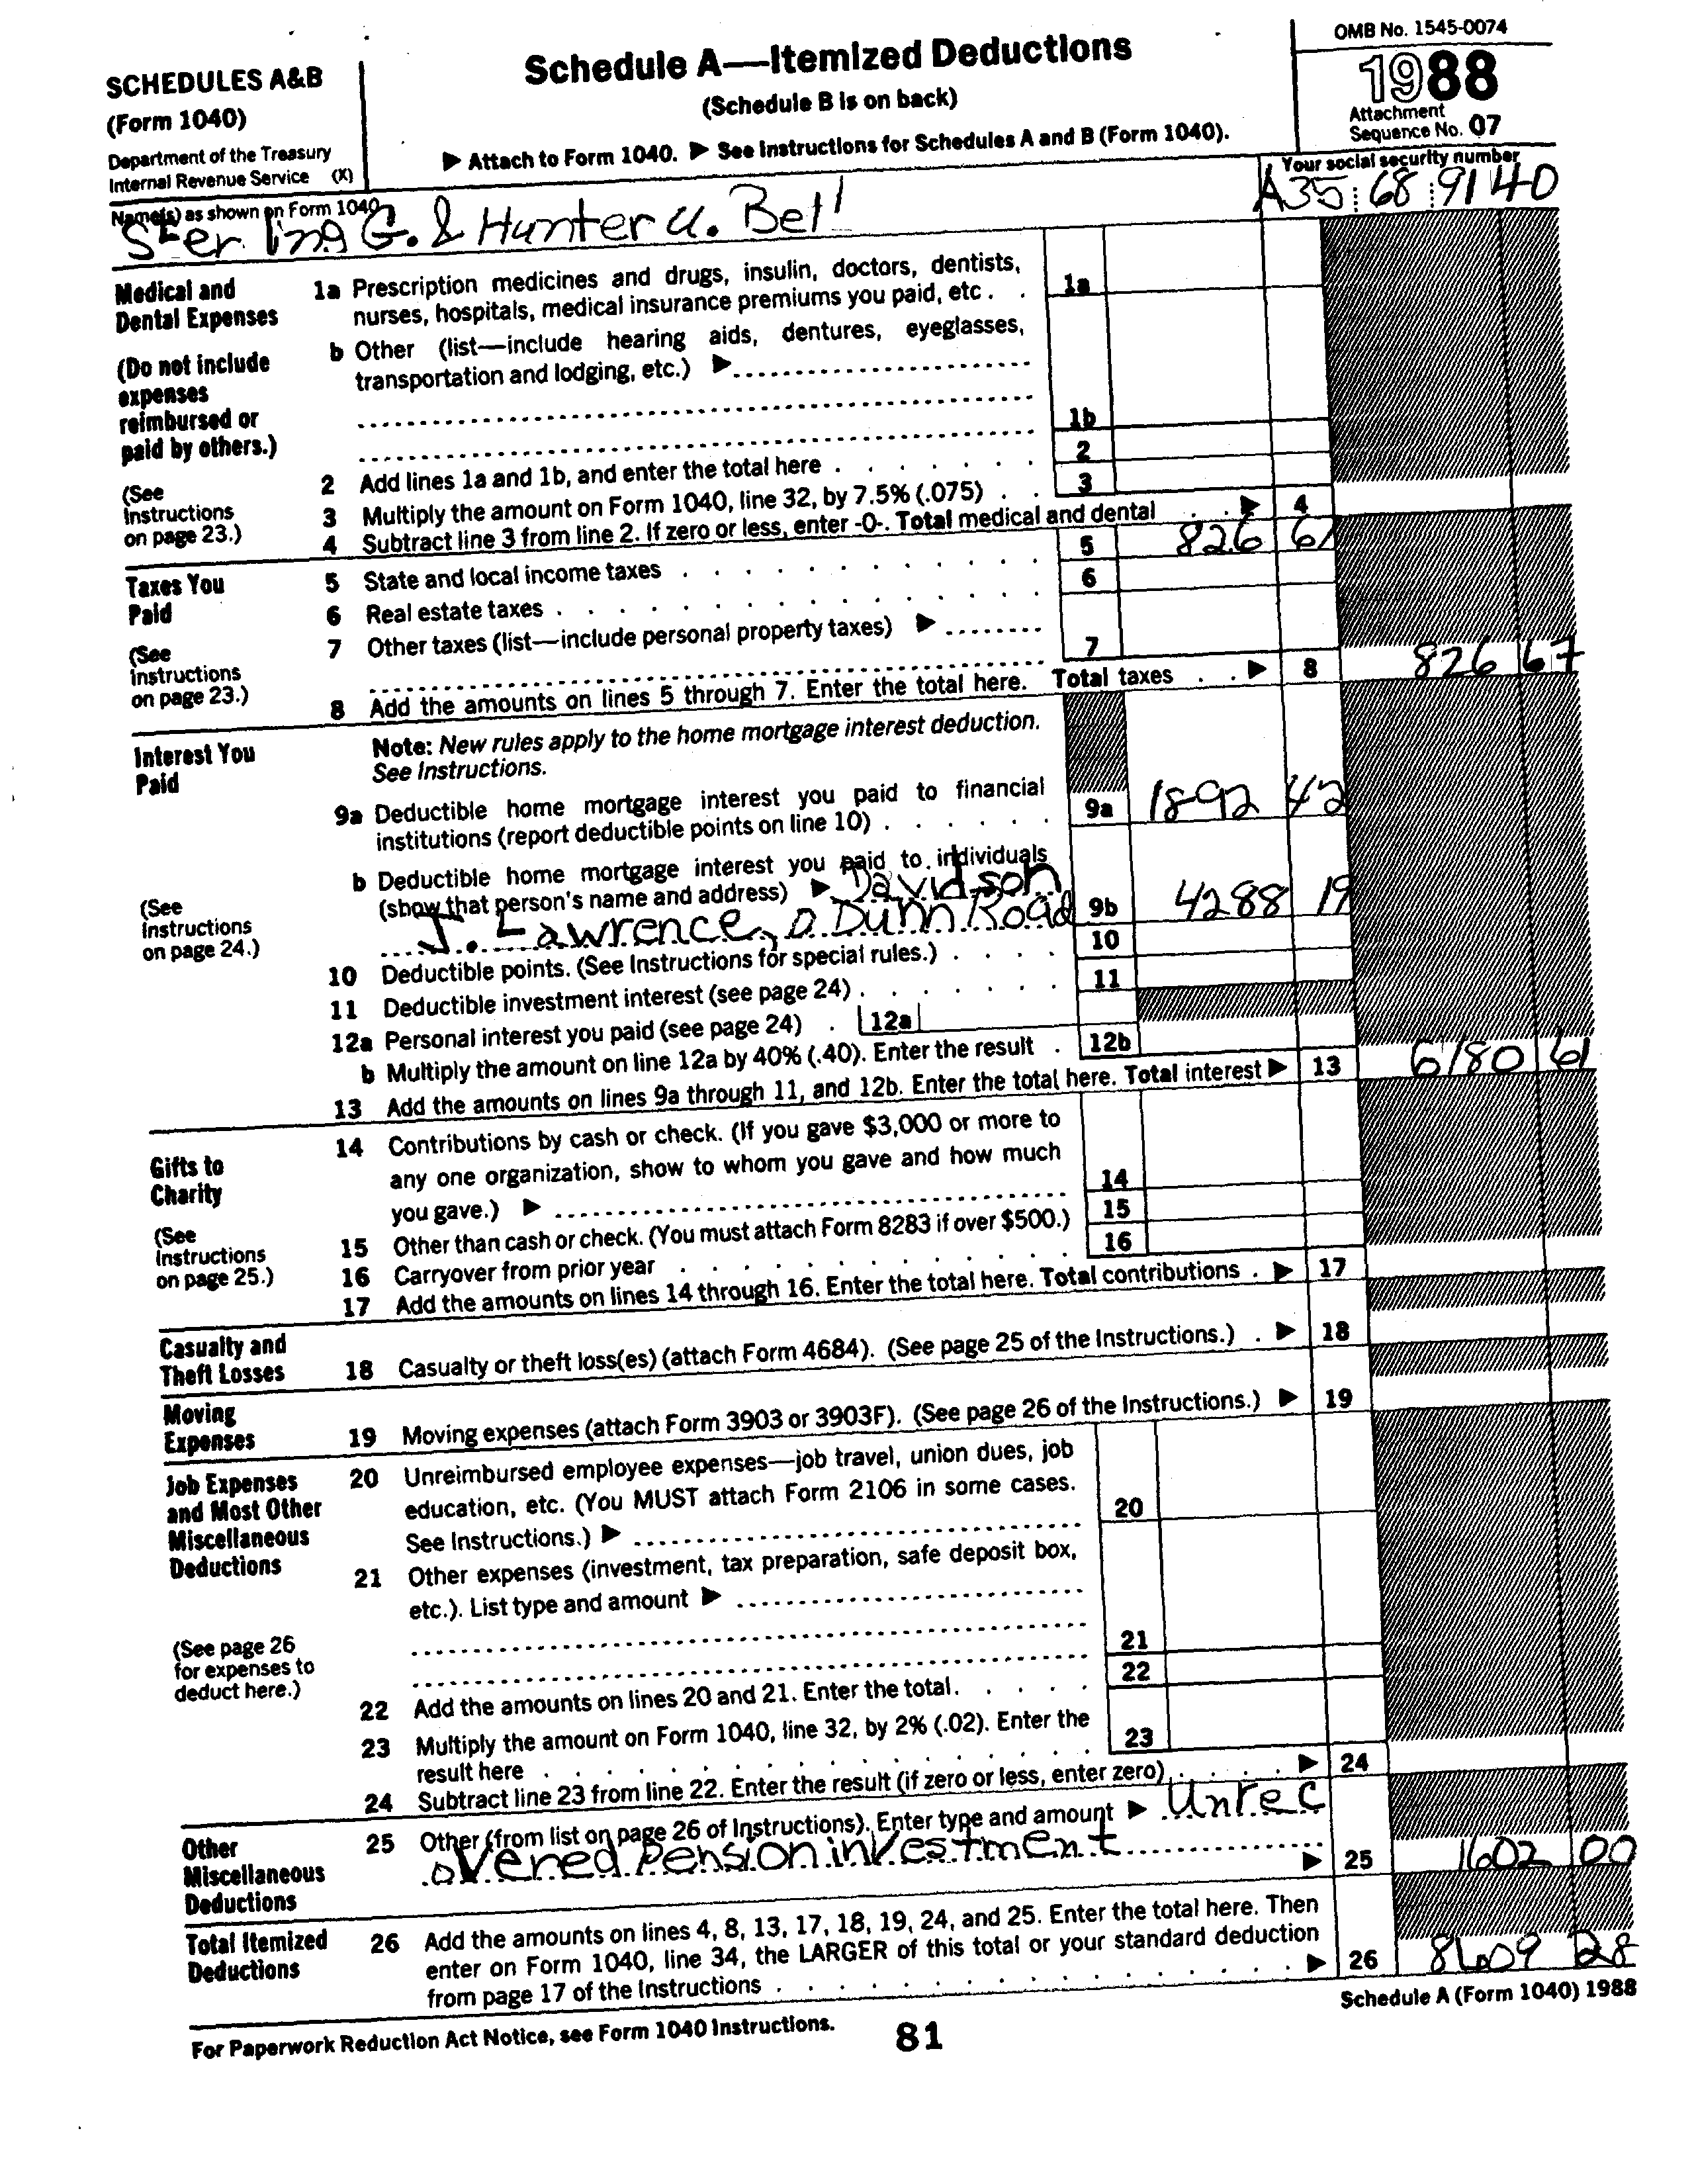 SCHEDULES A&B
(Form 1040)
Department of the Treasury
Internal Revenue Service (X)
Schedule A—Itemized Deductions
(Schedule B is on back)
▶ Attach to Form 1040. ▶ See Instructions for Schedules A and B (Form 1040).
OMB No. 1545-0074
1988
Attachment
Sequence No. 07
Name(s) as shown on Form 1040
Sterling G. & Hunter U. Bell
Your social security number
A35 68 9140
Medical and
Dental Expenses
(Do not include
expenses
reimbursed or
paid by others.)
(See
Instructions
on page 23.)
1a Prescription medicines and drugs, insulin, doctors, dentists,
nurses, hospitals, medical insurance premiums you paid, etc . . 1a
b Other (list—include hearing aids, dentures, eyeglasses,
transportation and lodging, etc.) ▶
1b
2 Add lines 1a and 1b, and enter the total here . . . . . . . 2
3 Multiply the amount on Form 1040, line 32, by 7.5% (.075) . . 3
4 Subtract line 3 from line 2. If zero or less, enter -0-. Total medical and dental . . ▶ 4
Taxes You
Paid
(See
Instructions
on page 23.)
5 State and local income taxes . . . . . . . . . . . 5 826 67
6 Real estate taxes . . . . . . . . . . . . . . . 6
7 Other taxes (list—include personal property taxes) ▶
7
8 Add the amounts on lines 5 through 7. Enter the total here. Total taxes . . ▶ 8 826 67
Interest You
Paid
(See
Instructions
on page 24.)
Note: New rules apply to the home mortgage interest deduction.
See Instructions.
9a Deductible home mortgage interest you paid to financial
institutions (report deductible points on line 10) . . . . . . 9a 1892 42
b Deductible home mortgage interest you paid to individuals
(show that person's name and address) ▶ Davidson
J. Lawrence, D Dunn Road 9b 4288 19
10 Deductible points. (See Instructions for special rules.) . . . . 10
11 Deductible investment interest (see page 24) . . . . . . . 11
12a Personal interest you paid (see page 24) . 12a
b Multiply the amount on line 12a by 40% (.40). Enter the result . 12b
13 Add the amounts on lines 9a through 11, and 12b. Enter the total here. Total interest ▶ 13 6180 61
Gifts to
Charity
(See
Instructions
on page 25.)
14 Contributions by cash or check. (If you gave $3,000 or more to
any one organization, show to whom you gave and how much
you gave.) ▶ 14
15 Other than cash or check. (You must attach Form 8283 if over $500.) 15
16 Carryover from prior year . . . . . . . . . . . . 16
17 Add the amounts on lines 14 through 16. Enter the total here. Total contributions . ▶ 17
Casualty and
Theft Losses
18 Casualty or theft loss(es) (attach Form 4684). (See page 25 of the Instructions.) . ▶ 18
Moving
Expenses
19 Moving expenses (attach Form 3903 or 3903F). (See page 26 of the Instructions.) ▶ 19
Job Expenses
and Most Other
Miscellaneous
Deductions
(See page 26
for expenses to
deduct here.)
20 Unreimbursed employee expenses—job travel, union dues, job
education, etc. (You MUST attach Form 2106 in some cases.
See Instructions.) ▶ 20
21 Other expenses (investment, tax preparation, safe deposit box,
etc.). List type and amount ▶
21
22 Add the amounts on lines 20 and 21. Enter the total. . . . . 22
23 Multiply the amount on Form 1040, line 32, by 2% (.02). Enter the
result here . . . . . . . . . . . . . . . . 23
24 Subtract line 23 from line 22. Enter the result (if zero or less, enter zero) . . . . ▶ 24
Other
Miscellaneous
Deductions
25 Other (from list on page 26 of Instructions). Enter type and amount ▶ Unrec
overed Pension investment ▶ 25 1602 00
Total Itemized
Deductions
26 Add the amounts on lines 4, 8, 13, 17, 18, 19, 24, and 25. Enter the total here. Then
enter on Form 1040, line 34, the LARGER of this total or your standard deduction
from page 17 of the Instructions . . . . . . . . . . . . . . ▶ 26 8609 28
For Paperwork Reduction Act Notice, see Form 1040 Instructions.
81
Schedule A (Form 1040) 1988